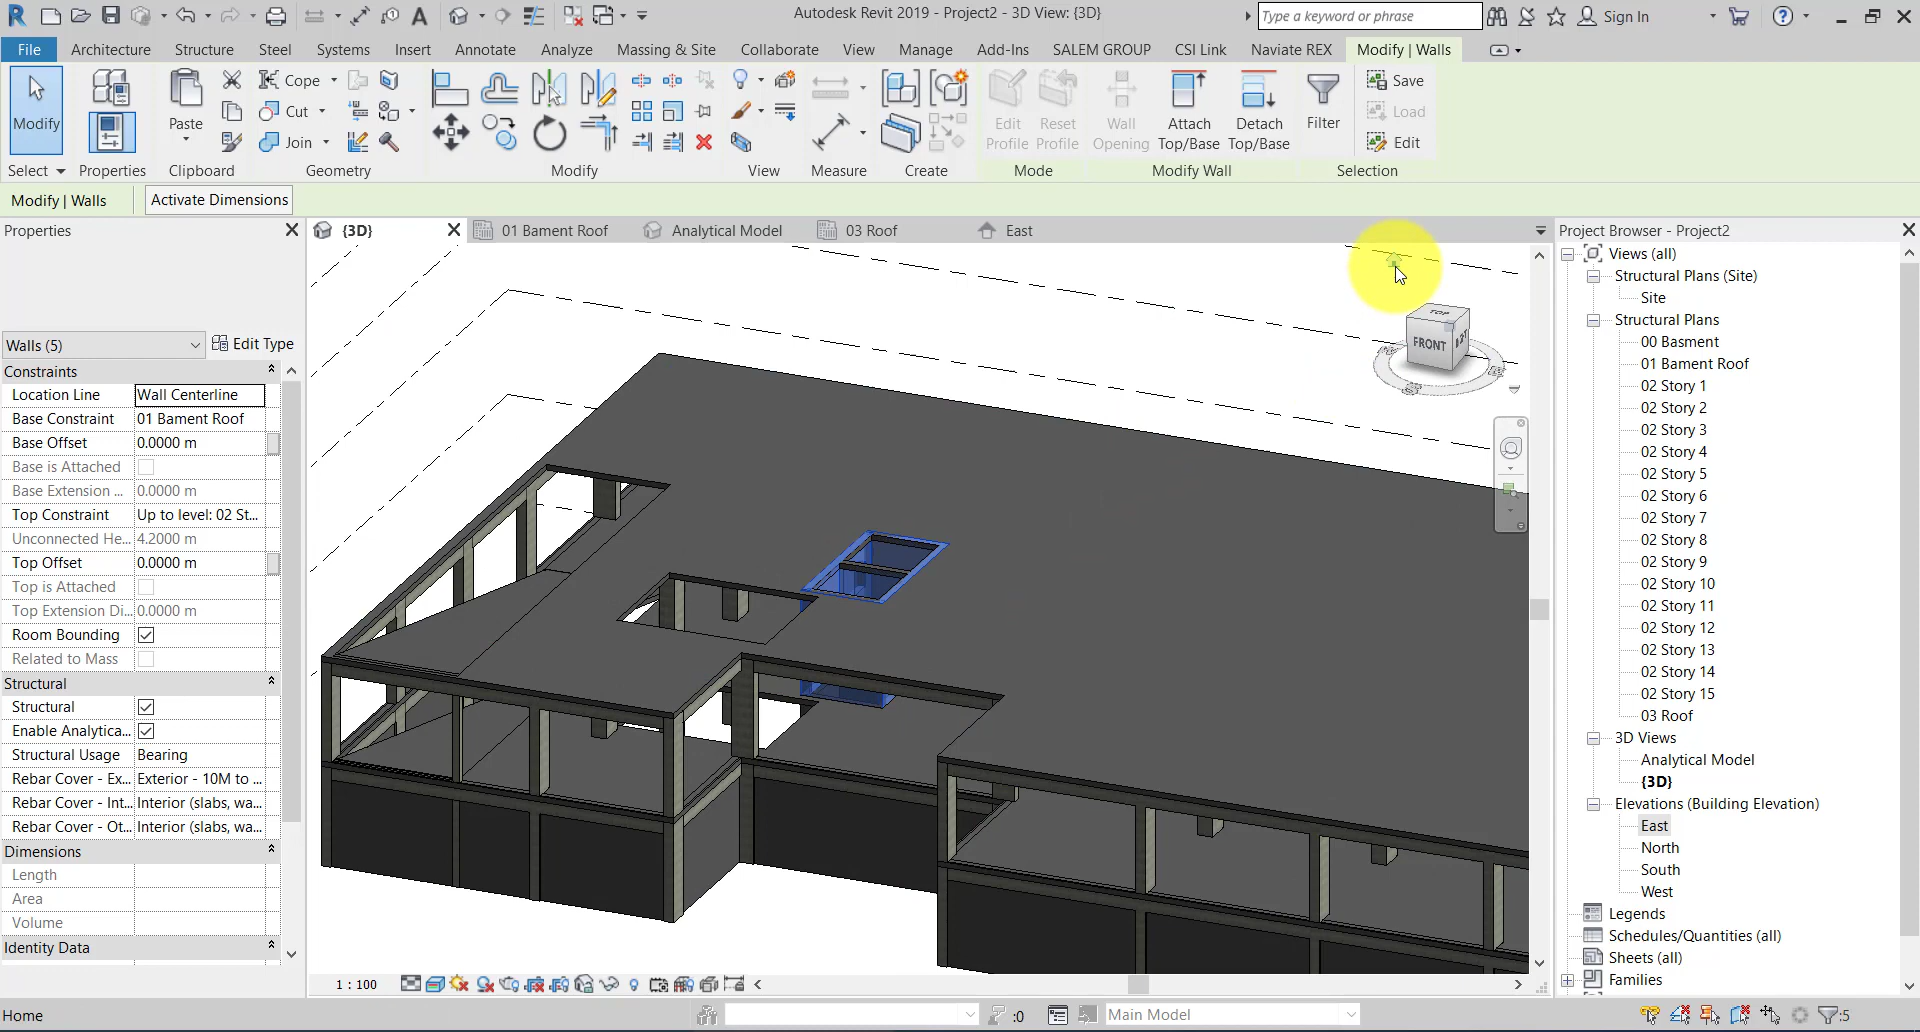 Autodesk Revit 2019 - Project2 - 3D View: {3D}
Type a keyword or phrase
Sign In
File Architecture Structure Steel Systems Insert Annotate Analyze Massing & Site Collaborate View Manage Add-Ins SALEM GROUP CSI Link Naviate REX Modify | Walls
Modify
Paste
Cope
Cut
Join
Edit Profile
Reset Profile
Wall Opening
Attach Top/Base
Detach Top/Base
Filter
Save
Load
Edit
Select Properties Clipboard Geometry Modify View Measure Create Mode Modify Wall Selection
Modify | Walls Activate Dimensions
Properties
{3D} 01 Bament Roof Analytical Model 03 Roof East
Project Browser - Project2
Walls (5) Edit Type
Constraints
Location Line Wall Centerline
Base Constraint 01 Bament Roof
Base Offset 0.0000 m
Base is Attached
Base Extension ... 0.0000 m
Top Constraint Up to level: 02 St...
Unconnected He... 4.2000 m
Top Offset 0.0000 m
Top is Attached
Top Extension Di... 0.0000 m
Room Bounding
Related to Mass
Structural
Structural
Enable Analytica...
Structural Usage Bearing
Rebar Cover - Ex... Exterior - 10M to ...
Rebar Cover - Int... Interior (slabs, wa...
Rebar Cover - Ot... Interior (slabs, wa...
Dimensions
Length
Area
Volume
Identity Data
TOP
FRONT
Views (all)
Structural Plans (Site)
Site
Structural Plans
00 Basment
01 Bament Roof
02 Story 1
02 Story 2
02 Story 3
02 Story 4
02 Story 5
02 Story 6
02 Story 7
02 Story 8
02 Story 9
02 Story 10
02 Story 11
02 Story 12
02 Story 13
02 Story 14
02 Story 15
03 Roof
3D Views
Analytical Model
{3D}
Elevations (Building Elevation)
East
North
South
West
Legends
Schedules/Quantities (all)
Sheets (all)
Families
1 : 100
Home
:0
Main Model
:5